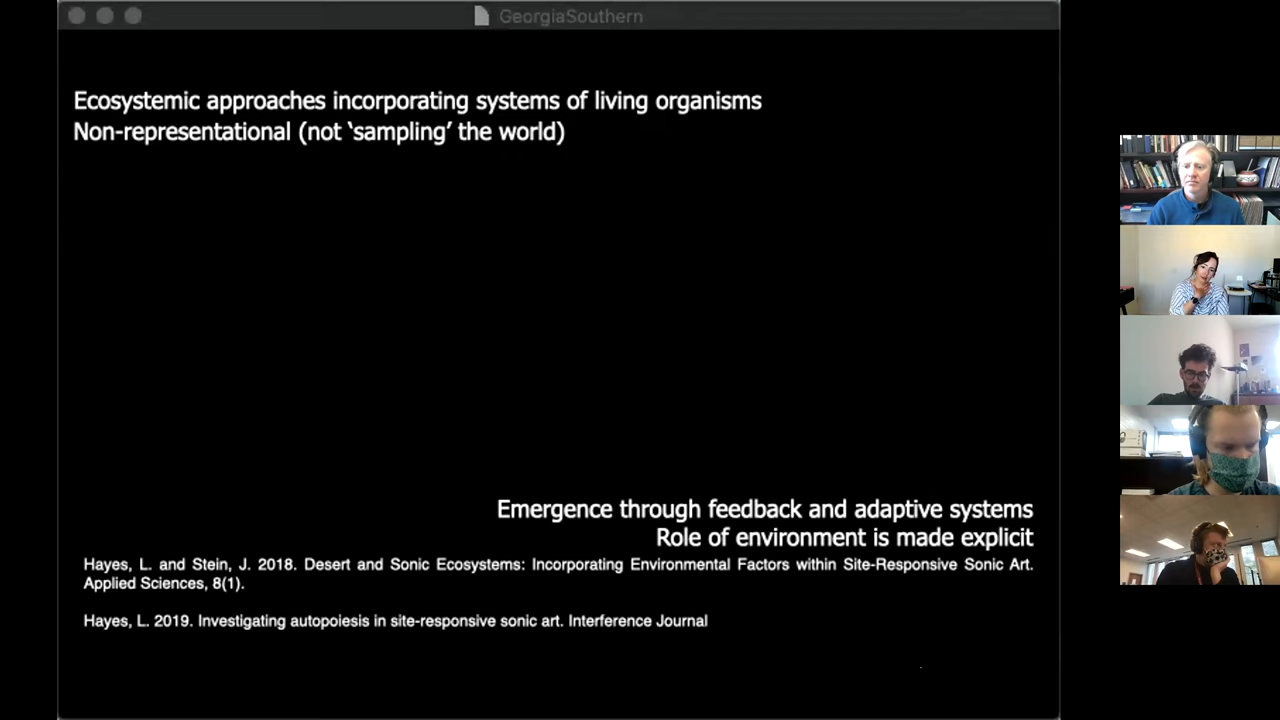 GeorgiaSouthern
Ecosystemic approaches incorporating systems of living organisms
Non-representational (not ‘sampling’ the world)
Emergence through feedback and adaptive systems
Role of environment is made explicit
Hayes, L. and Stein, J. 2018. Desert and Sonic Ecosystems: Incorporating Environmental Factors within Site-Responsive Sonic Art.
Applied Sciences, 8(1).
Hayes, L. 2019. Investigating autopoiesis in site-responsive sonic art. Interference Journal